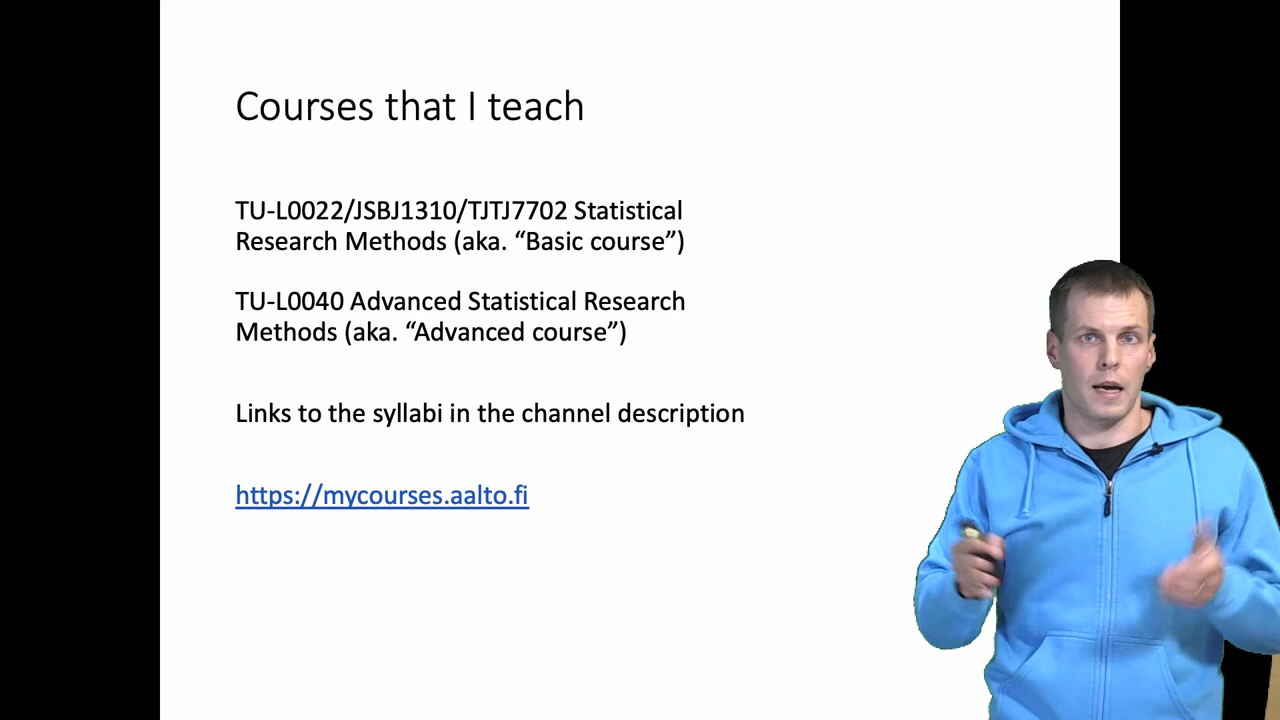 Courses that I teach
TU-L0022/JSBJ1310/TJTJ7702 Statistical
Research Methods (aka. “Basic course”)
TU-L0040 Advanced Statistical Research
Methods (aka. “Advanced course”)
Links to the syllabi in the channel description
https://mycourses.aalto.fi